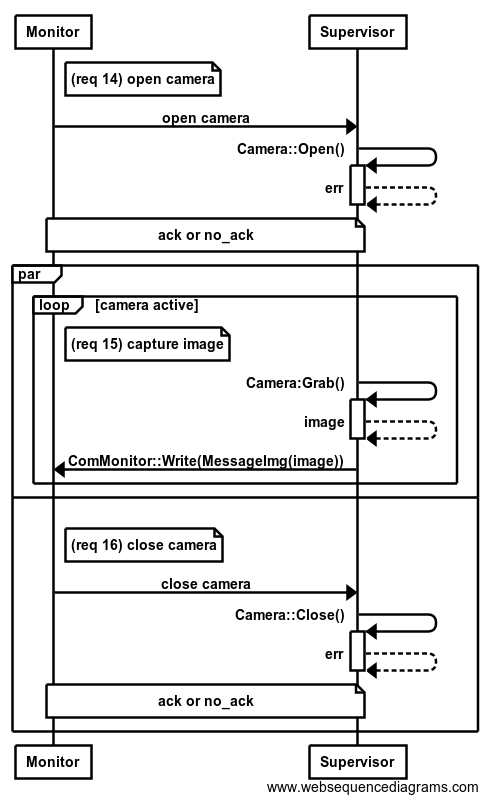 Monitor
Supervisor
(req 14) open camera
open camera
Camera::Open()
err
ack or no_ack
par
loop
[camera active]
(req 15) capture image
Camera:Grab()
image
ComMonitor::Write(MessageImg(image))
(req 16) close camera
close camera
Camera::Close()
err
ack or no_ack
Monitor
Supervisor
www.websequencediagrams.com